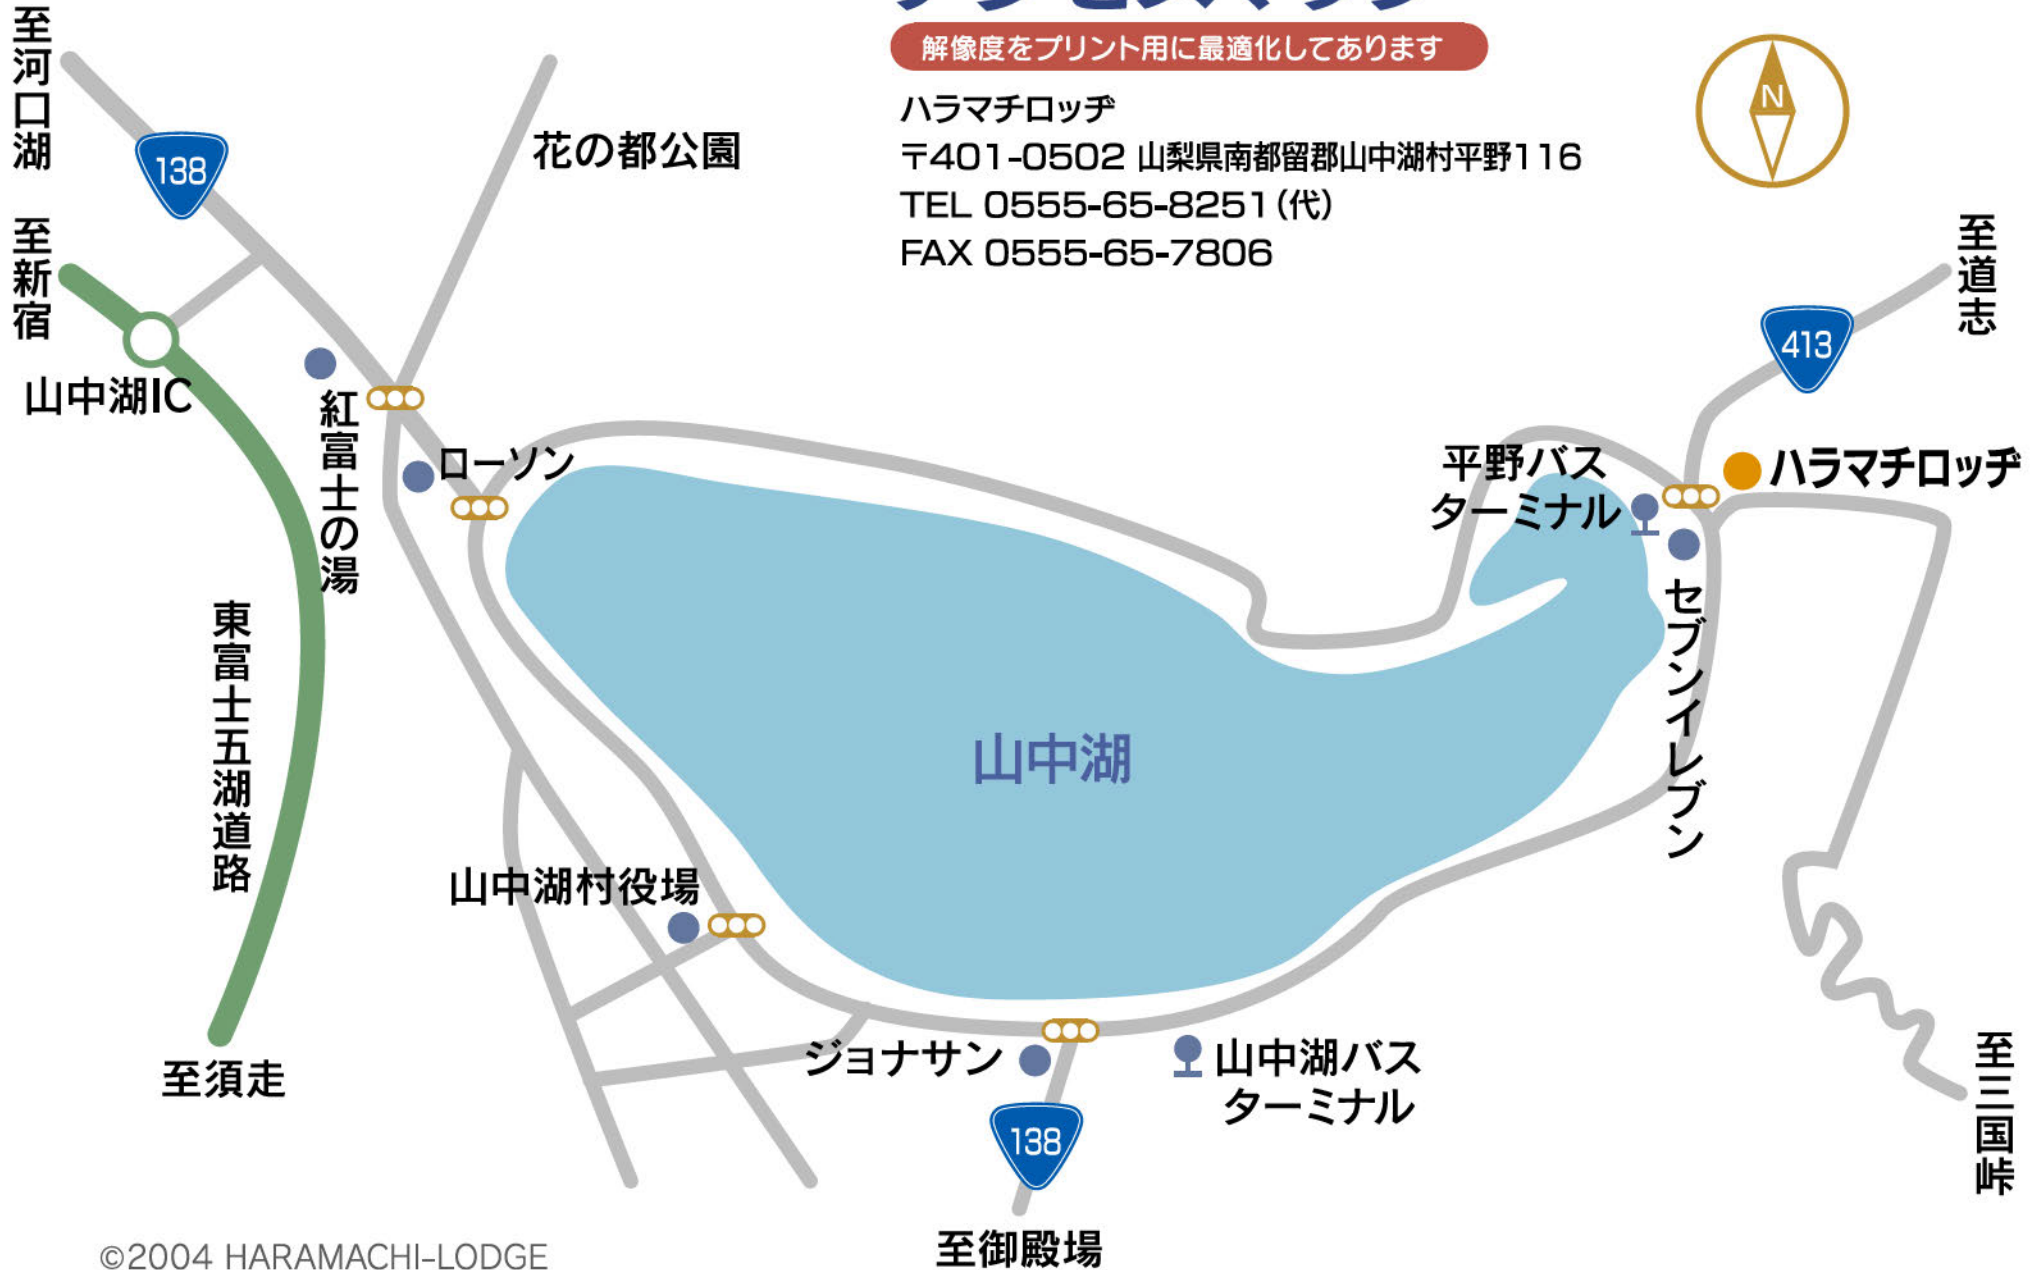 解像度をプリント用に最適化してあります
ハラマチロッヂ
〒401-0502 山梨県南都留郡山中湖村平野116
TEL 0555-65-8251(代)
FAX 0555-65-7806
N
至河口湖
138
花の都公園
至新宿
山中湖IC
紅富士の湯
ローソン
東富士五湖道路
至須走
至道志
413
平野バス
ターミナル
ハラマチロッヂ
セブンイレブン
山中湖
山中湖村役場
ジョナサン
山中湖バス
ターミナル
138
至御殿場
至三国峠
©2004 HARAMACHI-LODGE